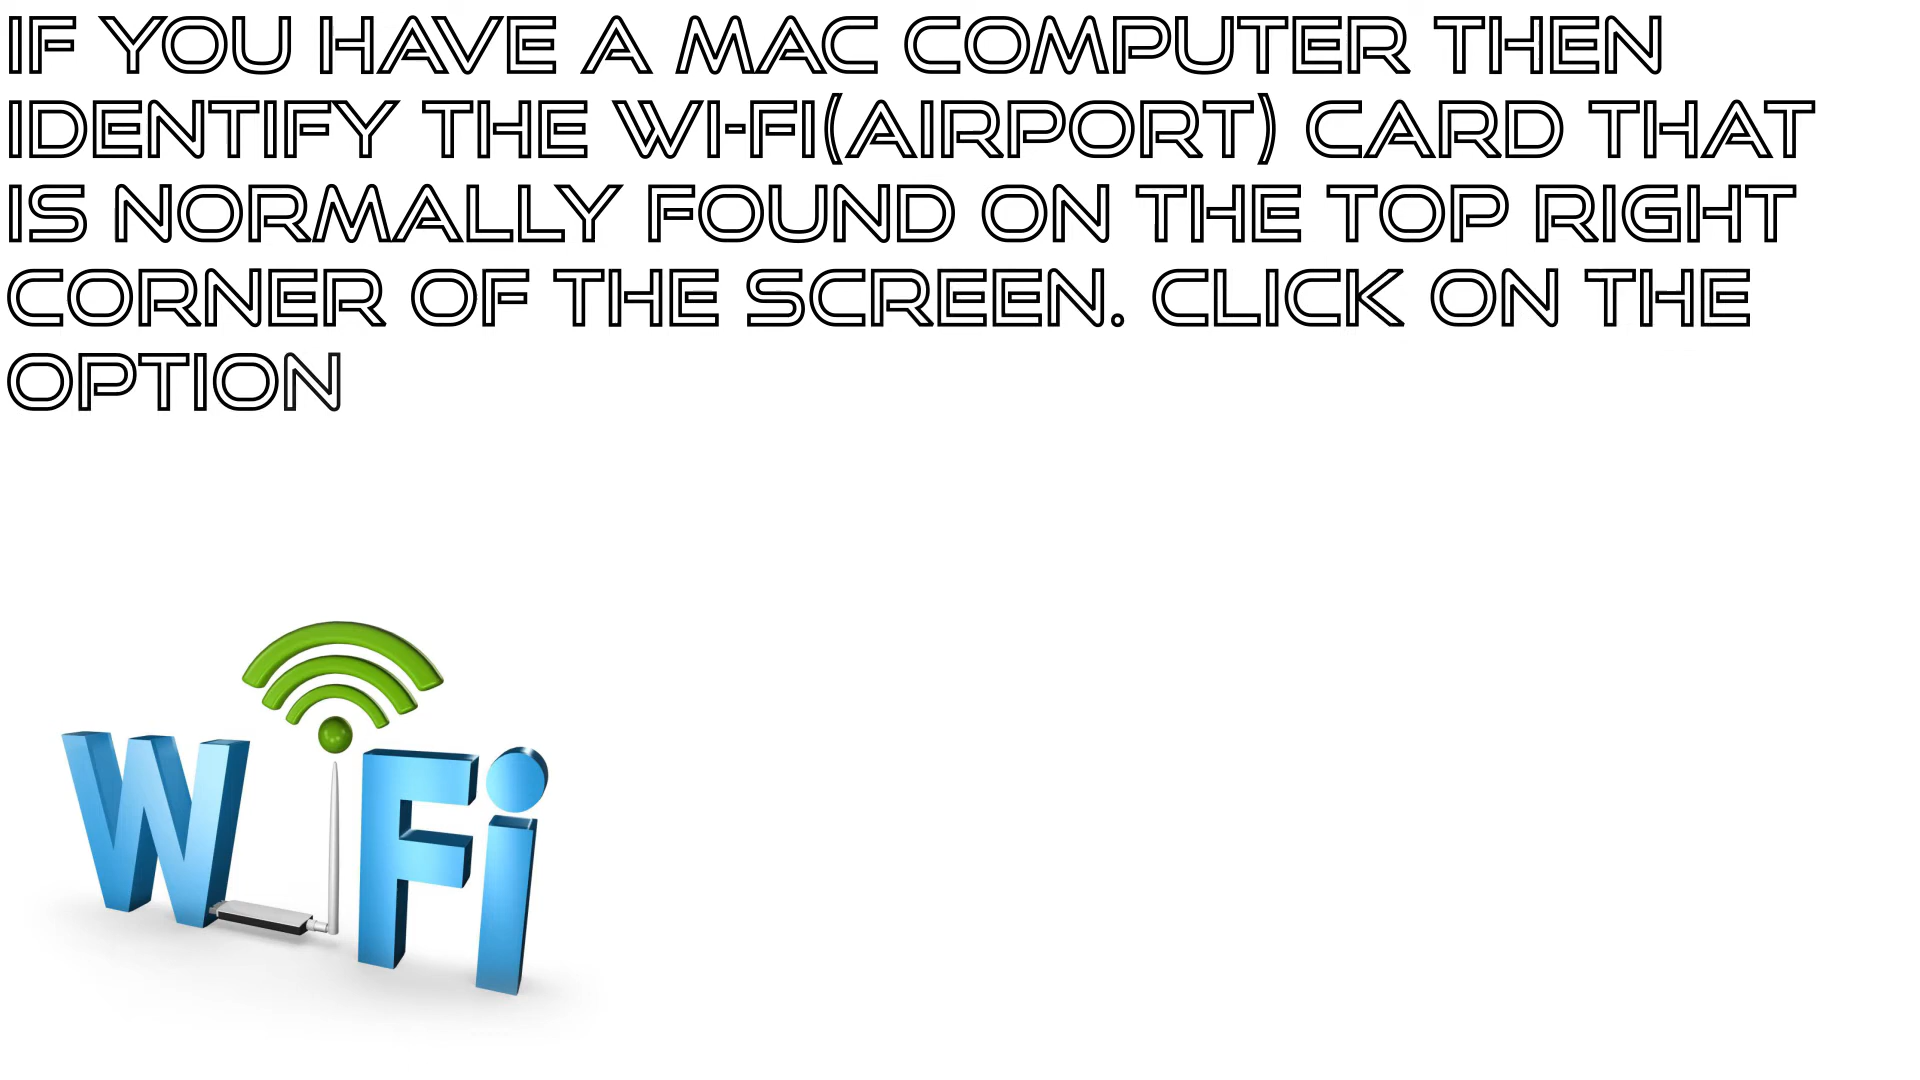 IF YOU HAVE A MAC COMPUTER THEN
IDENTIFY THE WI-FI(AIRPORT) CARD THAT
IS NORMALLY FOUND ON THE TOP RIGHT
CORNER OF THE SCREEN. CLICK ON THE
OPTION
W Fi